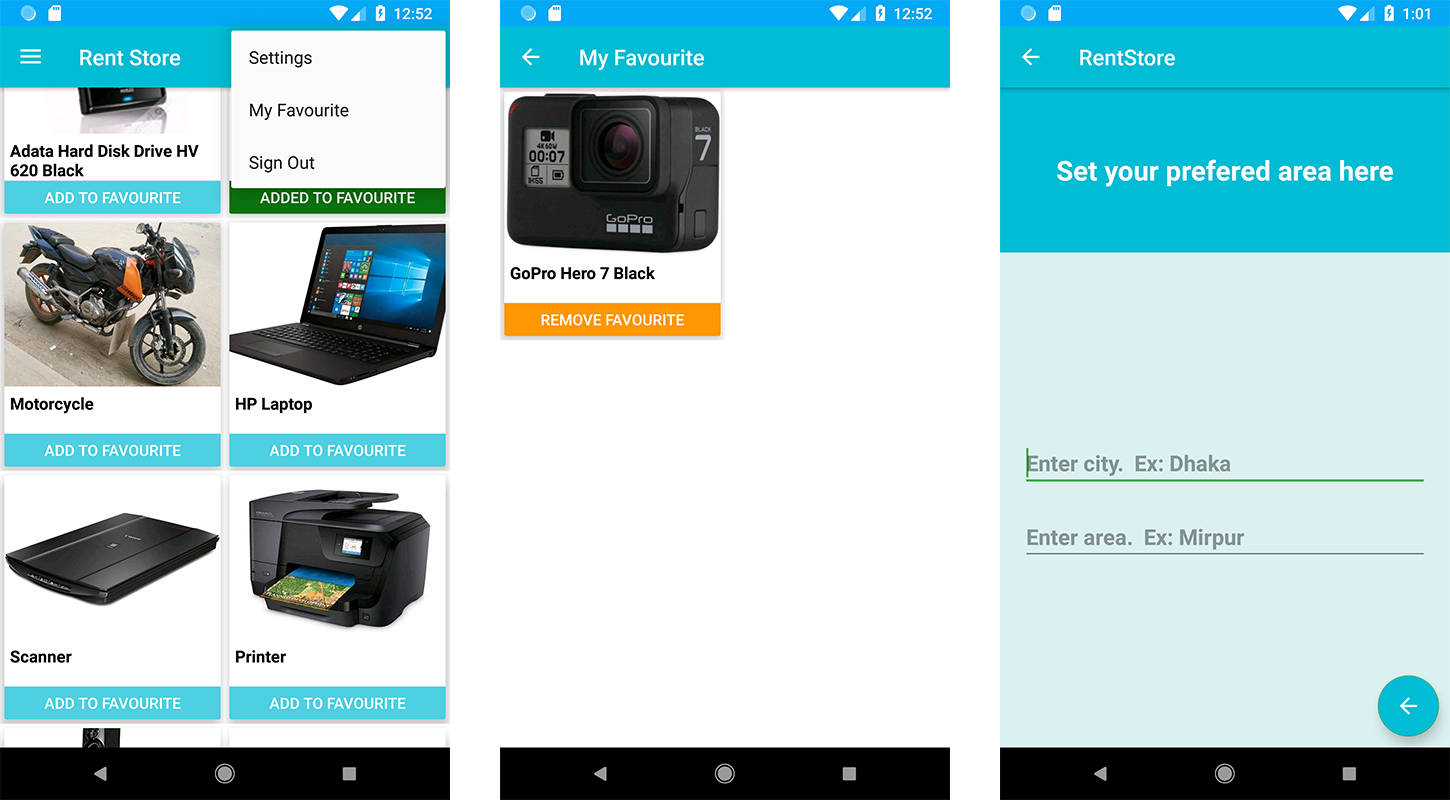 12:52
Rent Store
Settings
My Favourite
Sign Out
Adata Hard Disk Drive HV
620 Black
ADD TO FAVOURITE
ADDED TO FAVOURITE
Motorcycle
HP Laptop
ADD TO FAVOURITE
ADD TO FAVOURITE
Scanner
Printer
ADD TO FAVOURITE
ADD TO FAVOURITE
12:52
My Favourite
BLACK
7
4K60 W
00:07
1H55
GoPro
GoPro Hero 7 Black
REMOVE FAVOURITE
1:01
RentStore
Set your prefered area here
Enter city.  Ex: Dhaka
Enter area.  Ex: Mirpur